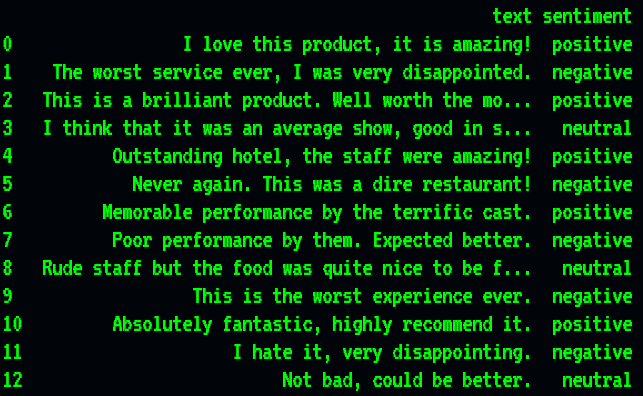 text sentiment
0 I love this product, it is amazing! positive
1 The worst service ever, I was very disappointed. negative
2 This is a brilliant product. Well worth the mo... positive
3 I think that it was an average show, good in s... neutral
4 Outstanding hotel, the staff were amazing! positive
5 Never again. This was a dire restaurant! negative
6 Memorable performance by the terrific cast. positive
7 Poor performance by them. Expected better. negative
8 Rude staff but the food was quite nice to be f... neutral
9 This is the worst experience ever. negative
10 Absolutely fantastic, highly recommend it. positive
11 I hate it, very disappointing. negative
12 Not bad, could be better. neutral